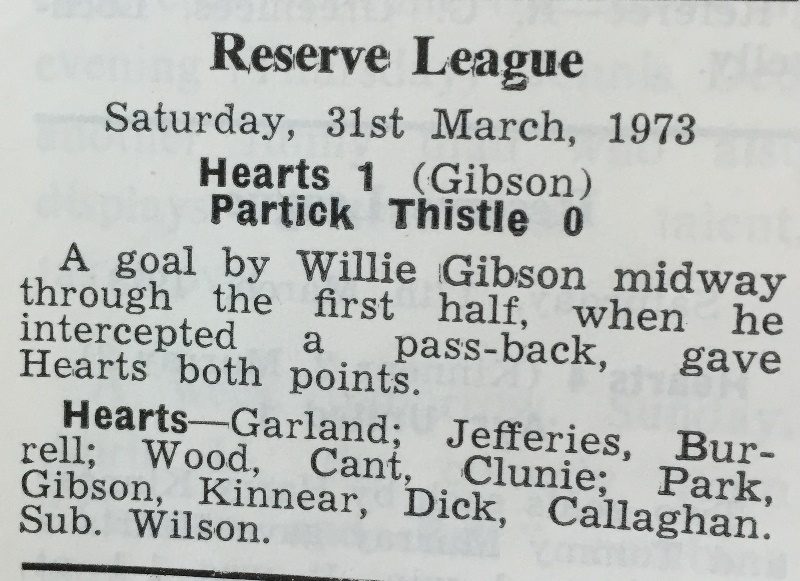 Reserve League
Saturday, 31st March, 1973
Hearts 1 (Gibson)
Partick Thistle 0
A goal by Willie Gibson midway
through the first half, when he
intercepted a pass-back, gave
Hearts both points.
Hearts—Garland; Jefferies, Bur-
rell; Wood, Cant, Clunie; Park,
Gibson, Kinnear, Dick, Callaghan.
Sub. Wilson.